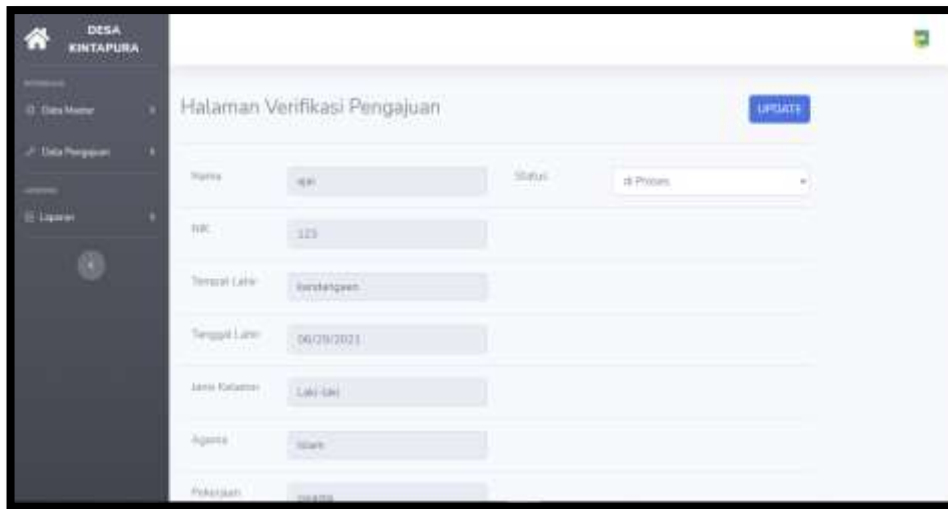 DESA
KINTAPURA
Data Master
Data Pengajuan
Laporan
Halaman Verifikasi Pengajuan
UPDATE
Nama
Status
di Proses
NIK
123
Tempat Lahir
Tanggal Lahir
06/29/2021
Jenis Kelamin
Laki-laki
Agama
Islam
Pekerjaan